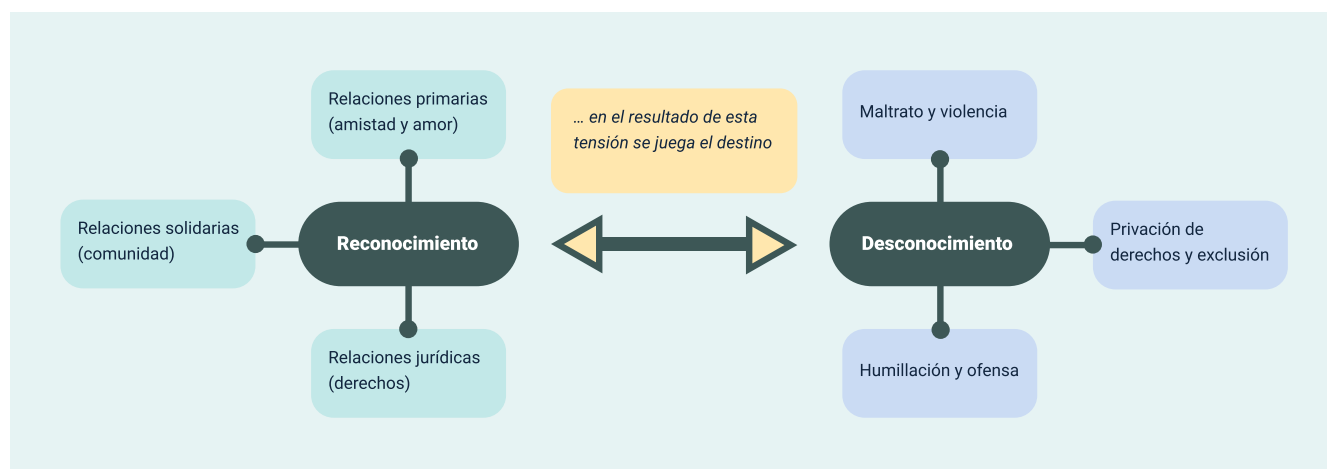 Relaciones primarias
(amistad y amor)
Relaciones solidarias
(comunidad)
Reconocimiento
Relaciones jurídicas
(derechos)
… en el resultado de esta
tensión se juega el destino
Maltrato y violencia
Desconocimiento
Privación de
derechos y exclusión
Humillación y ofensa